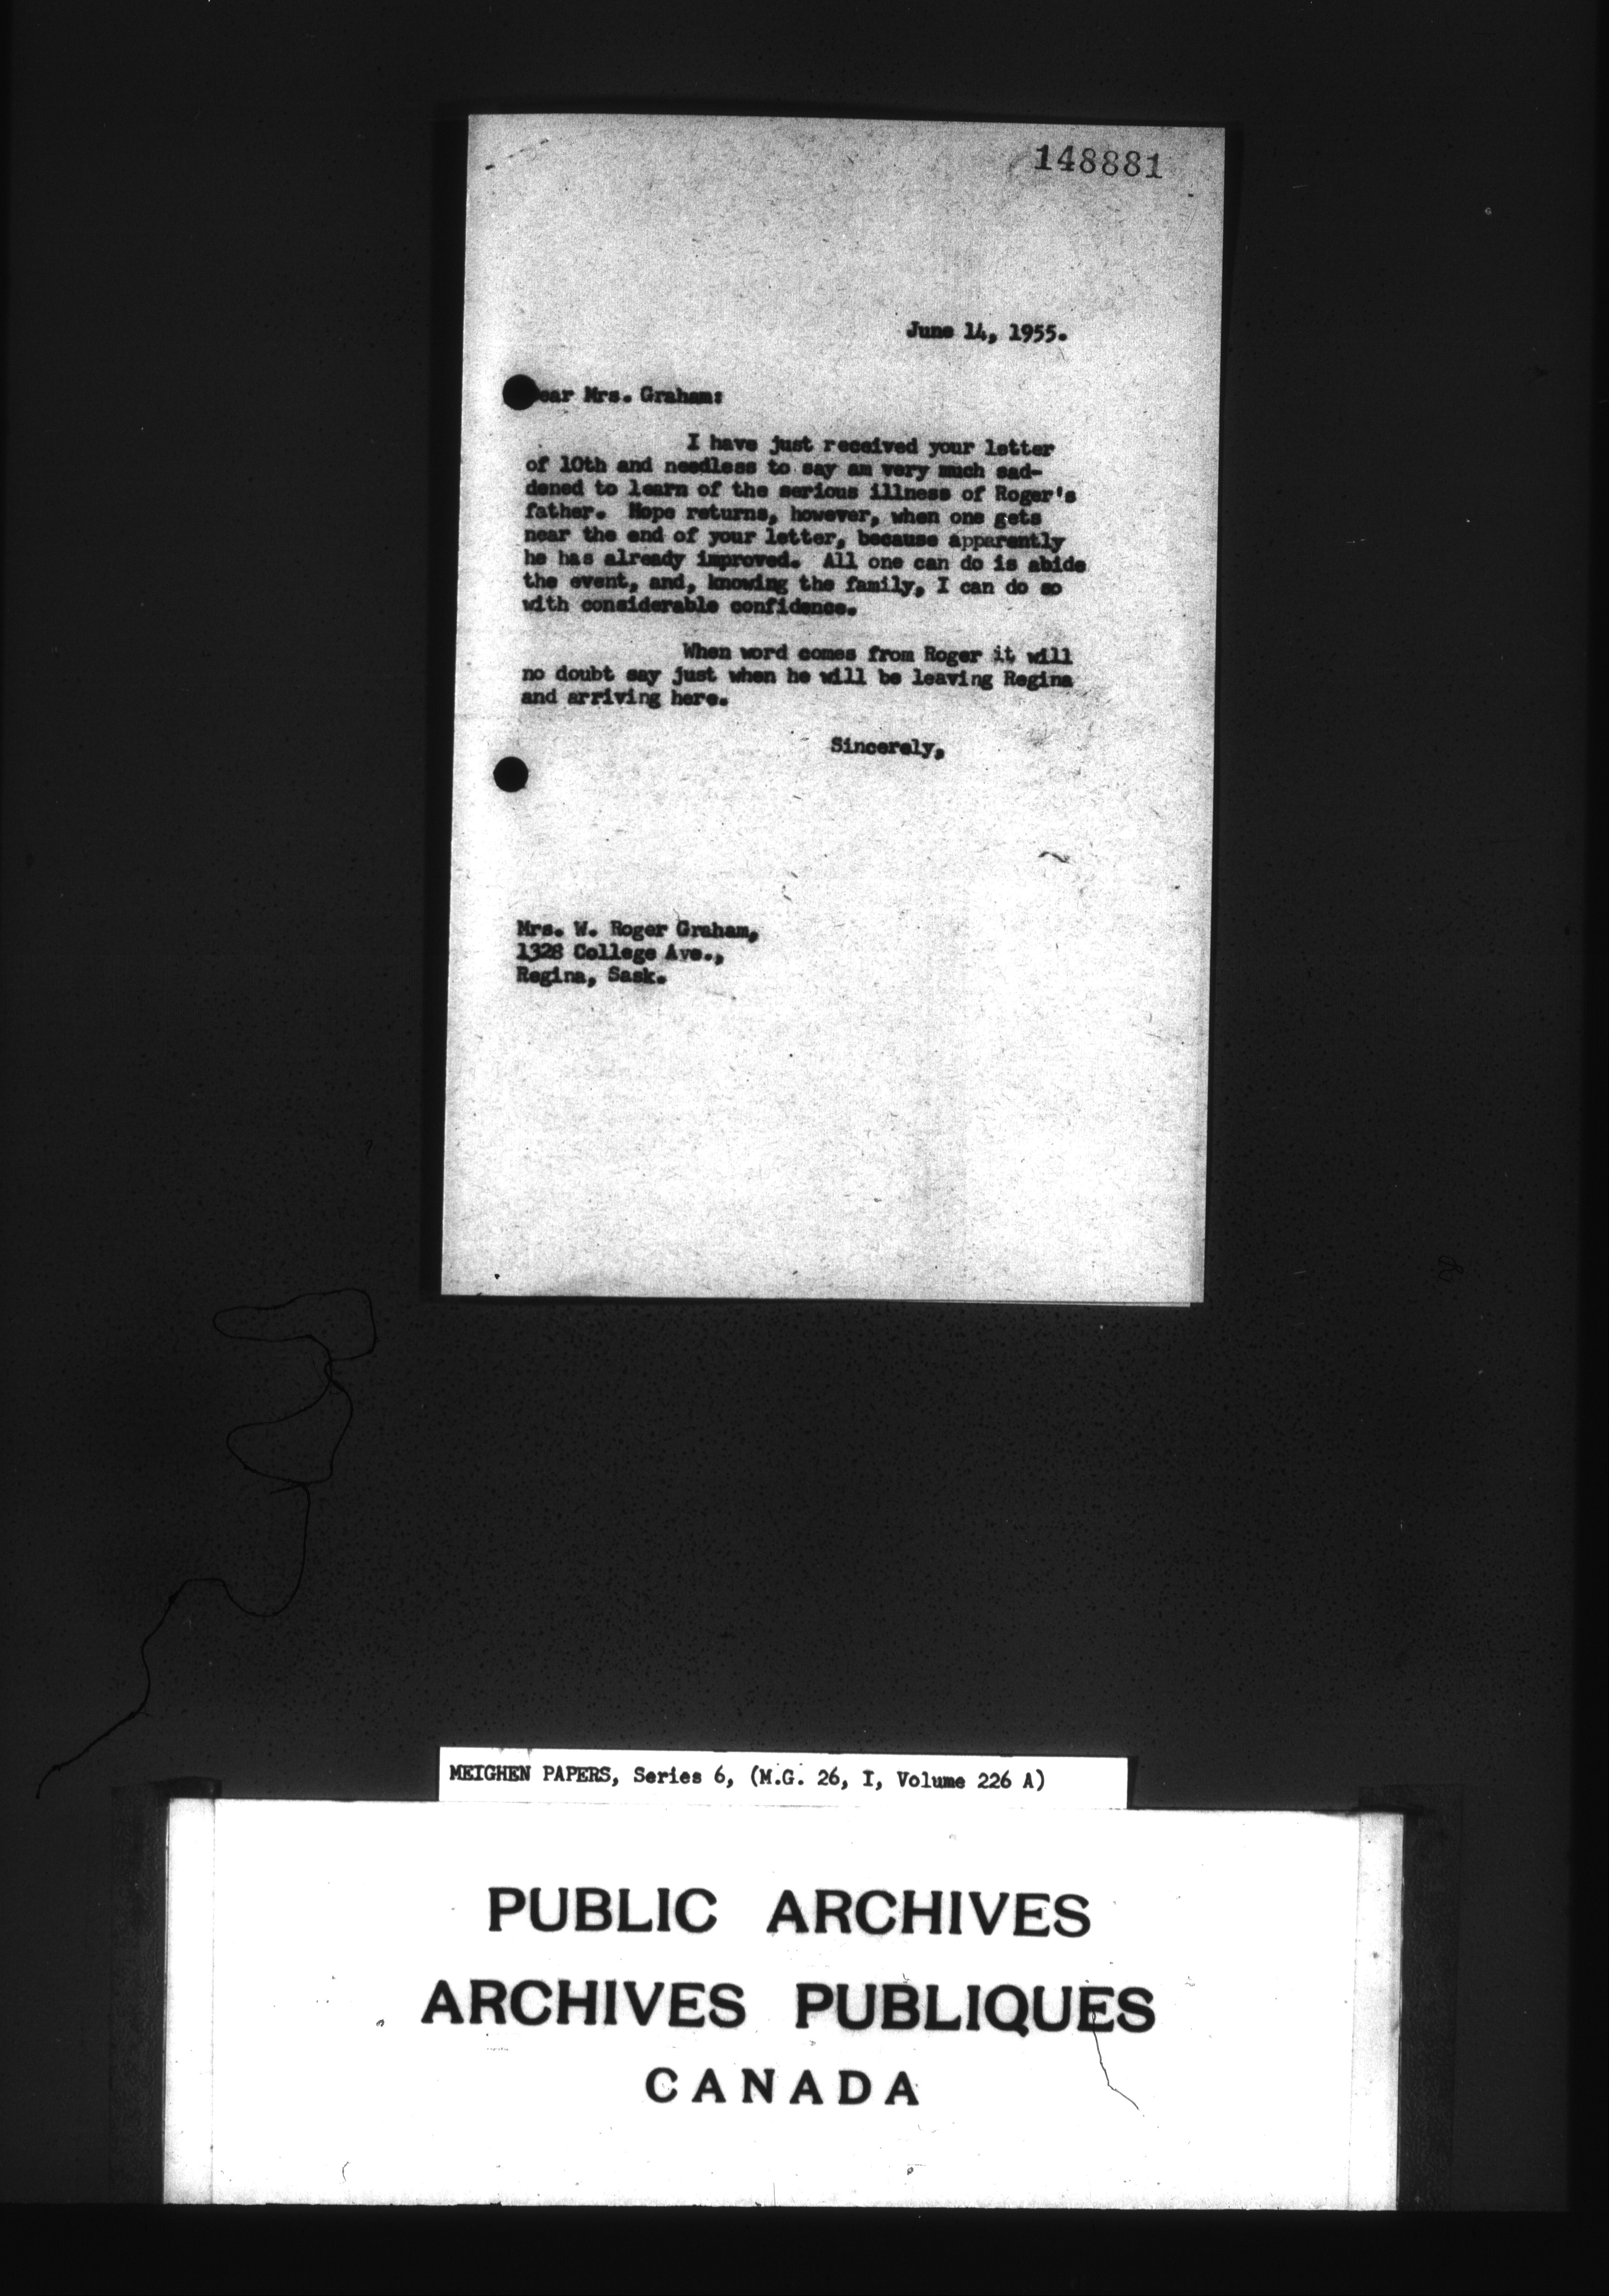 148881
June 14, 1955.
ear Mrs. Graham:
I have just received your letter
of 10th and needless to say am very much sad-
dened to learn of the serious illness of Roger's
father. Hope returns, however, when one gets
near the end of your letter, because apparently
he has already improved. All one can do is abide
the event, and, knowing the family, I can do so
with considerable confidence.
When word comes from Roger it will
no doubt say just when he will be leaving Regina
and arriving here.
Sincerely,
Mrs. W. Roger Graham,
1328 College Ave.,
Regina, Sask.
MEIGHEN PAPERS, Series 6, (M.G. 26, I, Volume 226 A)
PUBLIC ARCHIVES
ARCHIVES PUBLIQUES
CANADA